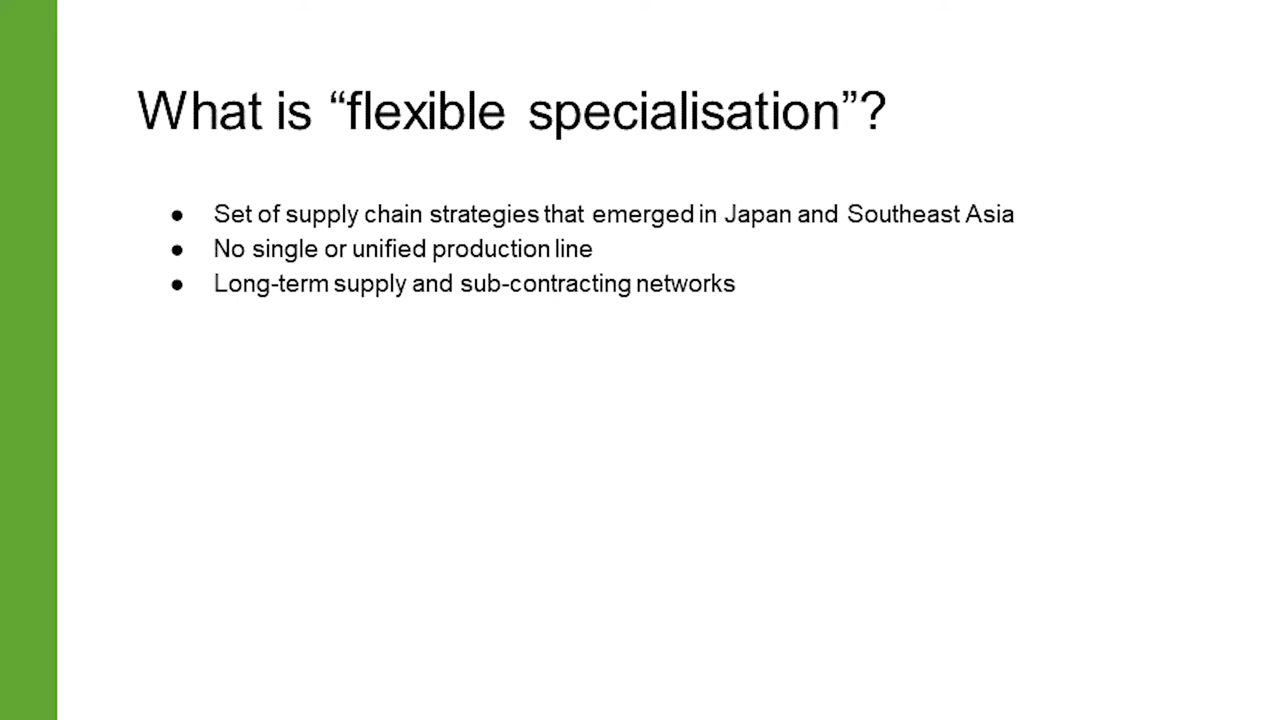 What is “flexible specialisation”?
● Set of supply chain strategies that emerged in Japan and Southeast Asia
● No single or unified production line
● Long-term supply and sub-contracting networks